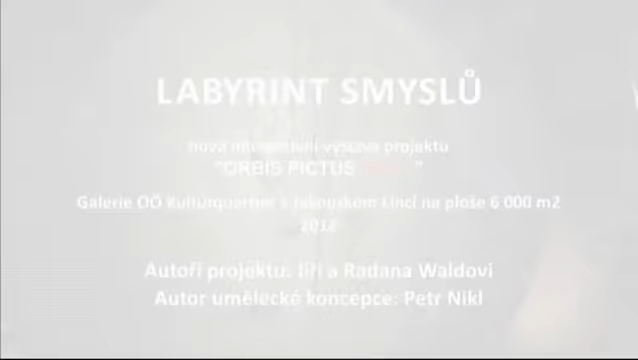 LABYRINT SMYSLŮ
nová interaktivní výstava projektu
"ORBIS PICTUS "
Galerie OÖ Kulturquartier v rakouském Linci na ploše 6 000 m2
2012
Autoři projektu: Jiří a Radana Waldovi
Autor umělecké koncepce: Petr Nikl